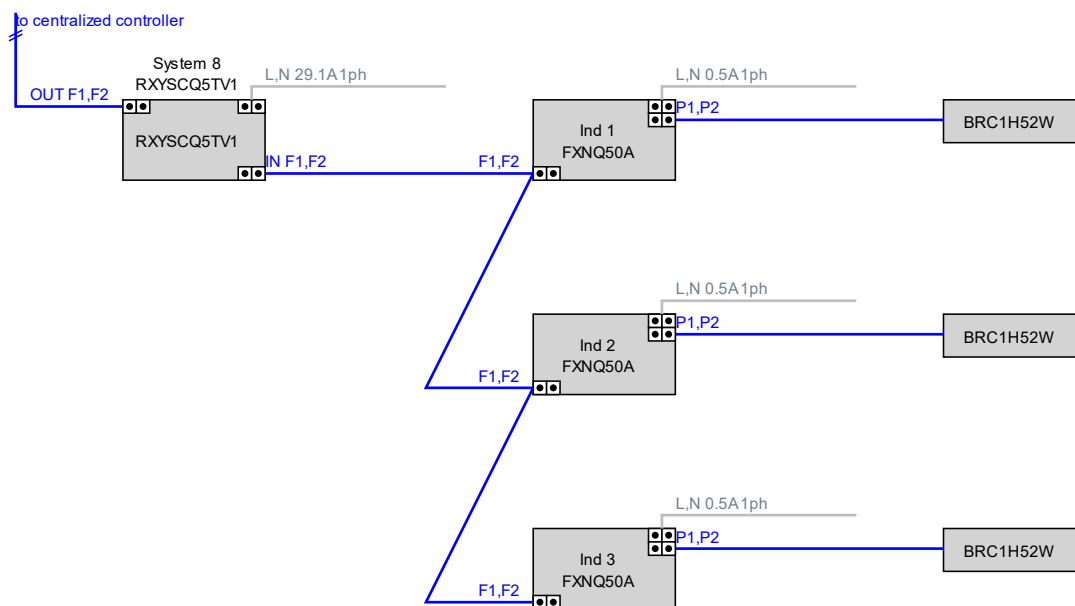 to centralized controller
System 8
RXYSCQ5TV1
L,N 29.1A1ph
OUT F1,F2
RXYSCQ5TV1
IN F1,F2
L,N 0.5A1ph
F1,F2
Ind 1
FXNQ50A
P1,P2
BRC1H52W
L,N 0.5A1ph
F1,F2
Ind 2
FXNQ50A
P1,P2
BRC1H52W
L,N 0.5A1ph
F1,F2
Ind 3
FXNQ50A
P1,P2
BRC1H52W